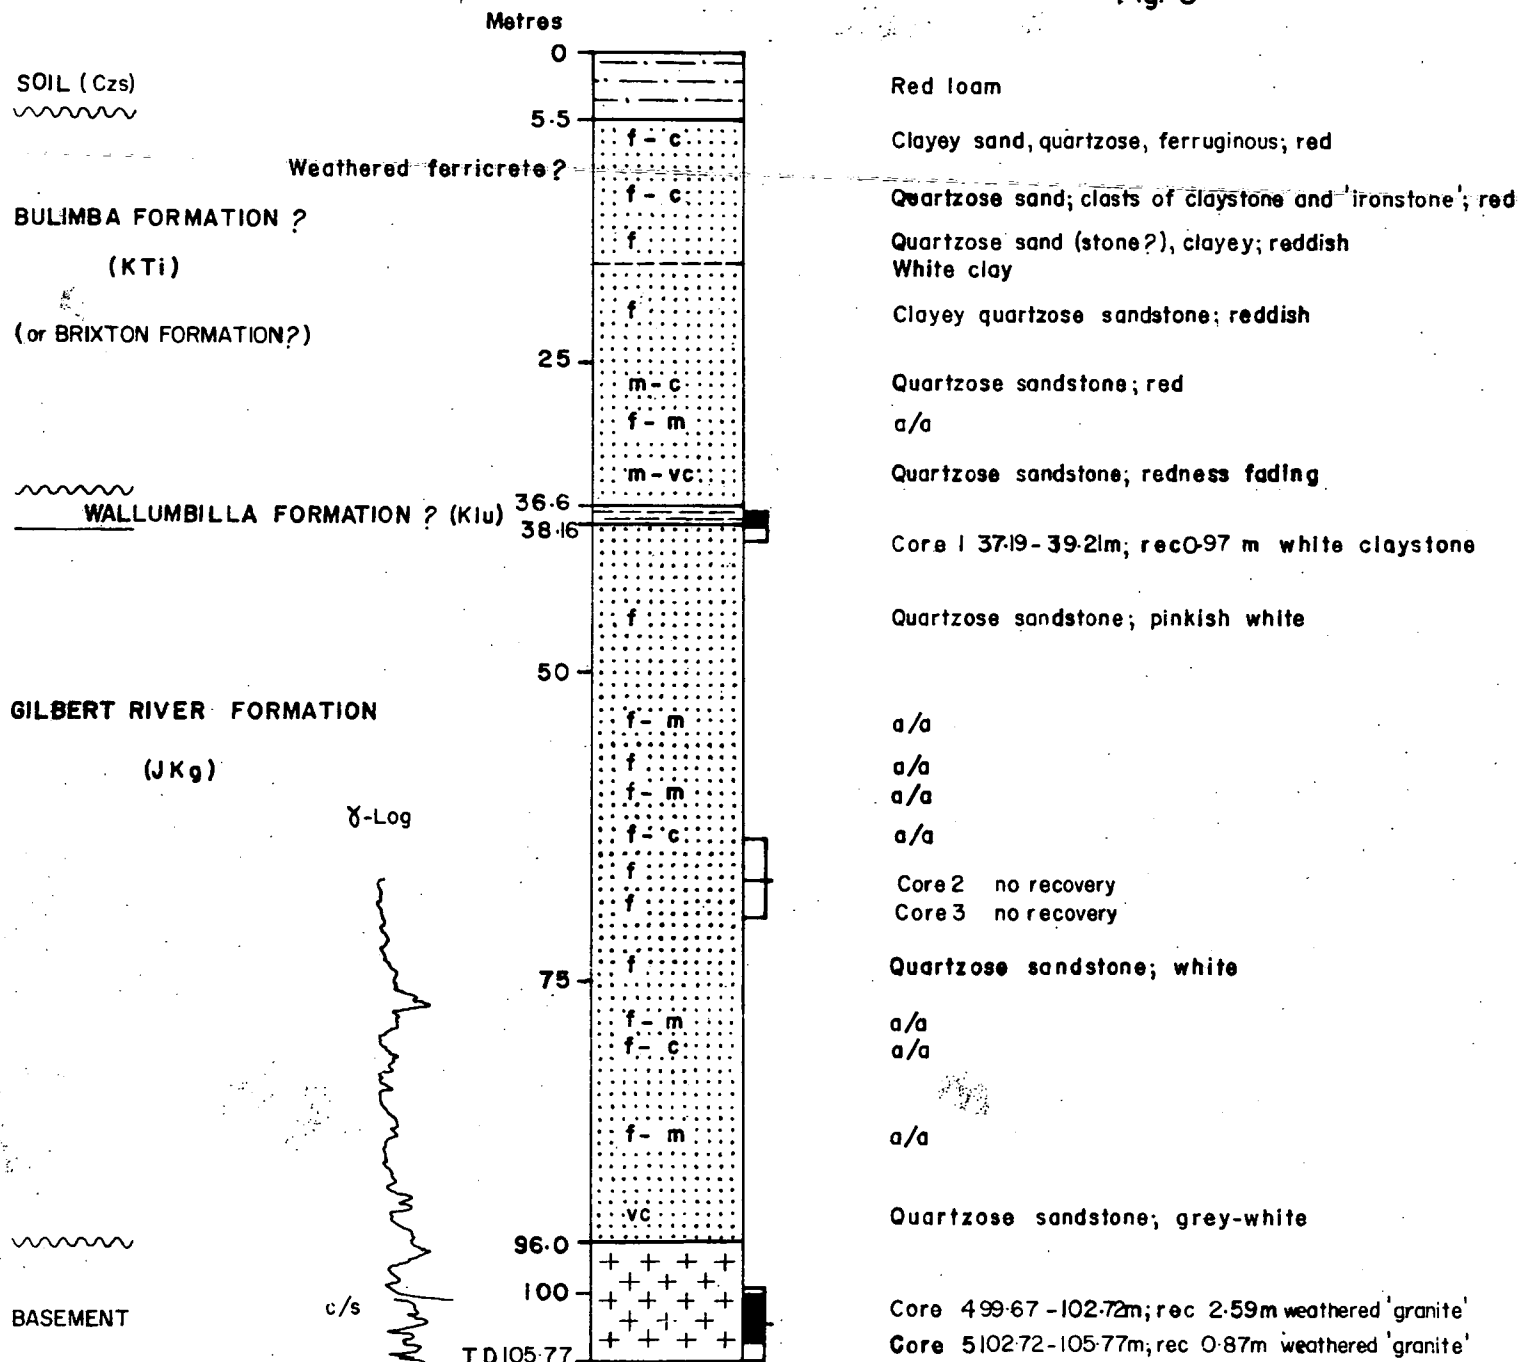 Metres
0
SOIL (Czs)
Red loam
5·5
f - c
Clayey sand, quartzose, ferruginous; red
Weathered ferricrete?
f - c
Quartzose sand; clasts of claystone and 'ironstone'; red
BULIMBA FORMATION ?
f
Quartzose sand (stone?), clayey; reddish
(KTi)
White clay
f
Clayey quartzose sandstone; reddish
(or BRIXTON FORMATION?)
25
m - c
Quartzose sandstone; red
f - m
a/a
m - vc
Quartzose sandstone; redness fading
36·6
WALLUMBILLA FORMATION ? (Klu)
38·16
Core 1 37·19 - 39·21m; rec 0·97 m white claystone
f
Quartzose sandstone; pinkish white
50
GILBERT RIVER FORMATION
f - m
a/a
(JKg)
f
a/a
f - m
a/a
γ-Log
f - c
a/a
f
Core 2 no recovery
f
Core 3 no recovery
f
Quartzose sandstone; white
75
f - m
a/a
f - c
a/a
f - m
a/a
vc
Quartzose sandstone; grey-white
96·0
100
c/s
BASEMENT
Core 4 99·67 - 102·72m; rec 2·59m weathered 'granite'
Core 5 102·72 - 105·77m; rec 0·87m weathered 'granite'
T D 105·77